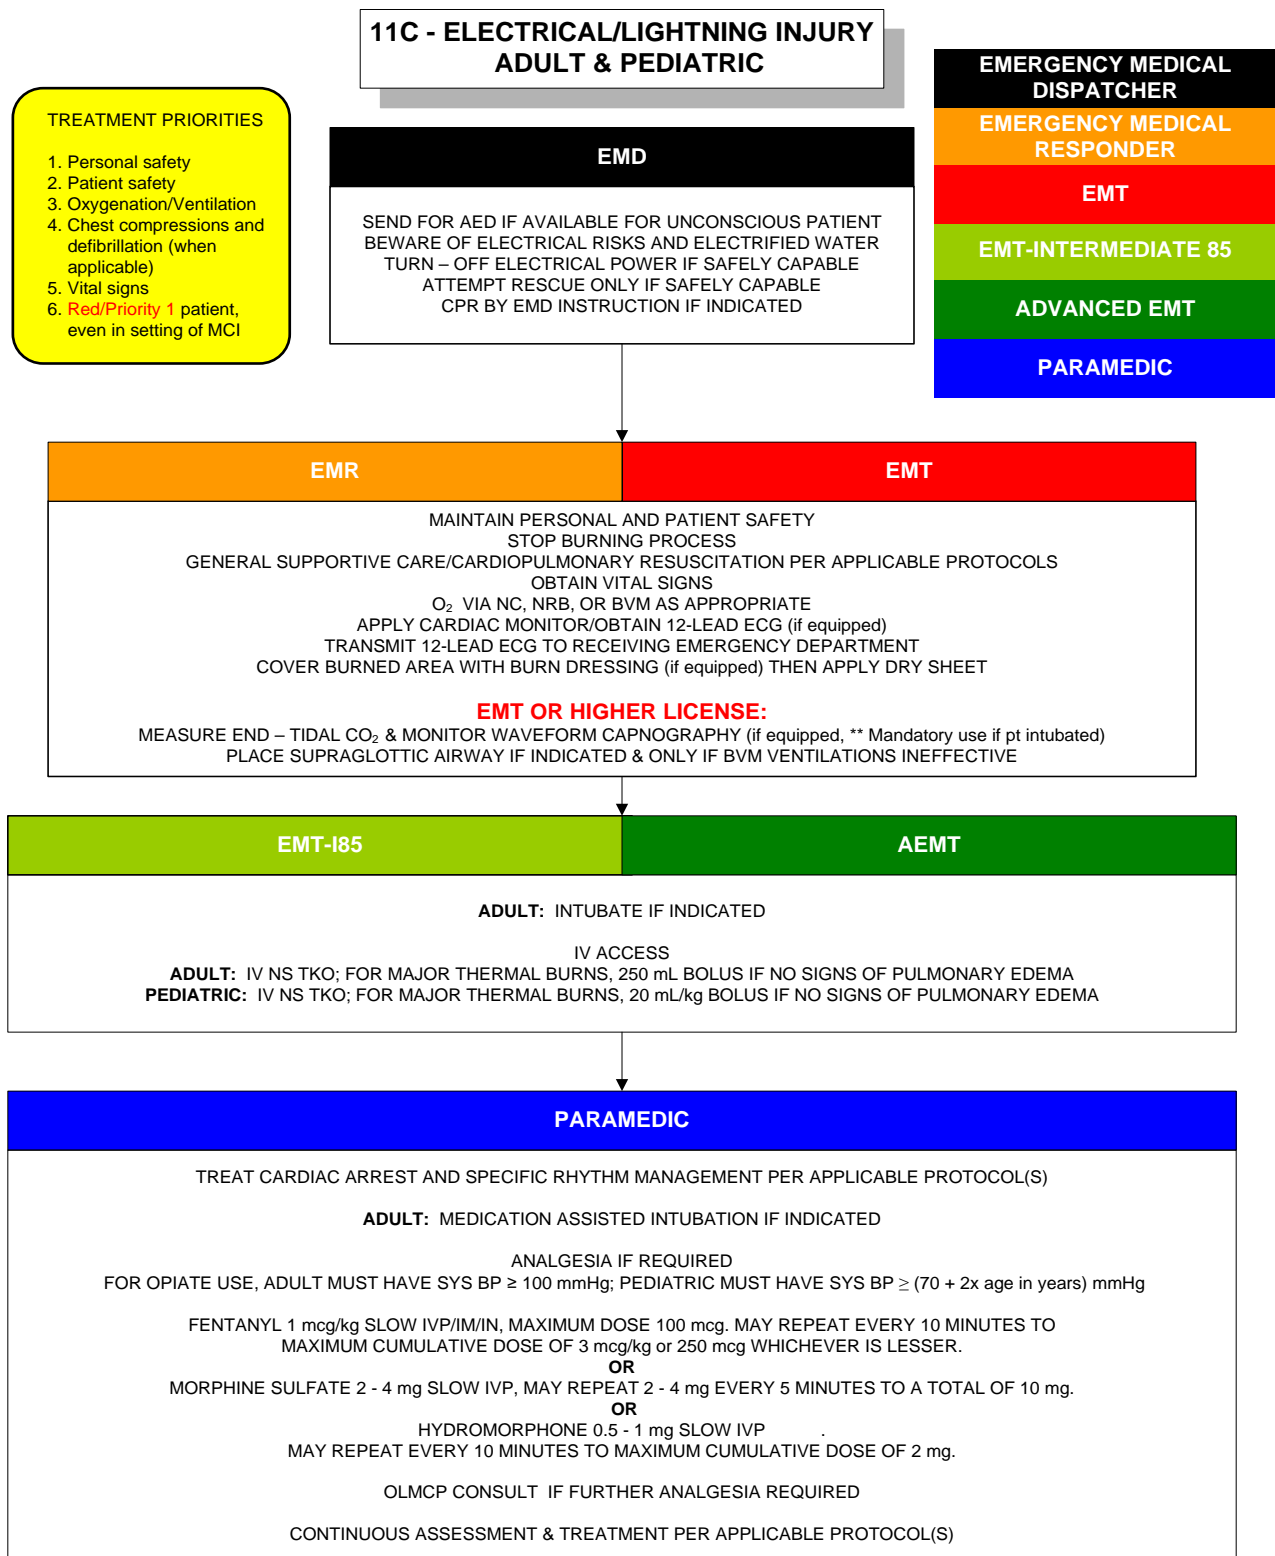 11C - ELECTRICAL/LIGHTNING INJURY
ADULT & PEDIATRIC
TREATMENT PRIORITIES
1. Personal safety
2. Patient safety
3. Oxygenation/Ventilation
4. Chest compressions and
defibrillation (when
applicable)
5. Vital signs
6. Red/Priority 1 patient,
even in setting of MCI
EMD
SEND FOR AED IF AVAILABLE FOR UNCONSCIOUS PATIENT
BEWARE OF ELECTRICAL RISKS AND ELECTRIFIED WATER
TURN – OFF ELECTRICAL POWER IF SAFELY CAPABLE
ATTEMPT RESCUE ONLY IF SAFELY CAPABLE
CPR BY EMD INSTRUCTION IF INDICATED
EMERGENCY MEDICAL
DISPATCHER
EMERGENCY MEDICAL
RESPONDER
EMT
EMT-INTERMEDIATE 85
ADVANCED EMT
PARAMEDIC
EMR
EMT
MAINTAIN PERSONAL AND PATIENT SAFETY
STOP BURNING PROCESS
GENERAL SUPPORTIVE CARE/CARDIOPULMONARY RESUSCITATION PER APPLICABLE PROTOCOLS
OBTAIN VITAL SIGNS
O₂ VIA NC, NRB, OR BVM AS APPROPRIATE
APPLY CARDIAC MONITOR/OBTAIN 12-LEAD ECG (if equipped)
TRANSMIT 12-LEAD ECG TO RECEIVING EMERGENCY DEPARTMENT
COVER BURNED AREA WITH BURN DRESSING (if equipped) THEN APPLY DRY SHEET
EMT OR HIGHER LICENSE:
MEASURE END – TIDAL CO₂ & MONITOR WAVEFORM CAPNOGRAPHY (if equipped, ** Mandatory use if pt intubated)
PLACE SUPRAGLOTTIC AIRWAY IF INDICATED & ONLY IF BVM VENTILATIONS INEFFECTIVE
EMT-I85
AEMT
ADULT: INTUBATE IF INDICATED
IV ACCESS
ADULT: IV NS TKO; FOR MAJOR THERMAL BURNS, 250 mL BOLUS IF NO SIGNS OF PULMONARY EDEMA
PEDIATRIC: IV NS TKO; FOR MAJOR THERMAL BURNS, 20 mL/kg BOLUS IF NO SIGNS OF PULMONARY EDEMA
PARAMEDIC
TREAT CARDIAC ARREST AND SPECIFIC RHYTHM MANAGEMENT PER APPLICABLE PROTOCOL(S)
ADULT: MEDICATION ASSISTED INTUBATION IF INDICATED
ANALGESIA IF REQUIRED
FOR OPIATE USE, ADULT MUST HAVE SYS BP ≥ 100 mmHg; PEDIATRIC MUST HAVE SYS BP ≥ (70 + 2x age in years) mmHg
FENTANYL 1 mcg/kg SLOW IVP/IM/IN, MAXIMUM DOSE 100 mcg. MAY REPEAT EVERY 10 MINUTES TO
MAXIMUM CUMULATIVE DOSE OF 3 mcg/kg or 250 mcg WHICHEVER IS LESSER.
OR
MORPHINE SULFATE 2 - 4 mg SLOW IVP, MAY REPEAT 2 - 4 mg EVERY 5 MINUTES TO A TOTAL OF 10 mg.
OR
HYDROMORPHONE 0.5 - 1 mg SLOW IVP .
MAY REPEAT EVERY 10 MINUTES TO MAXIMUM CUMULATIVE DOSE OF 2 mg.
OLMCP CONSULT IF FURTHER ANALGESIA REQUIRED
CONTINUOUS ASSESSMENT & TREATMENT PER APPLICABLE PROTOCOL(S)